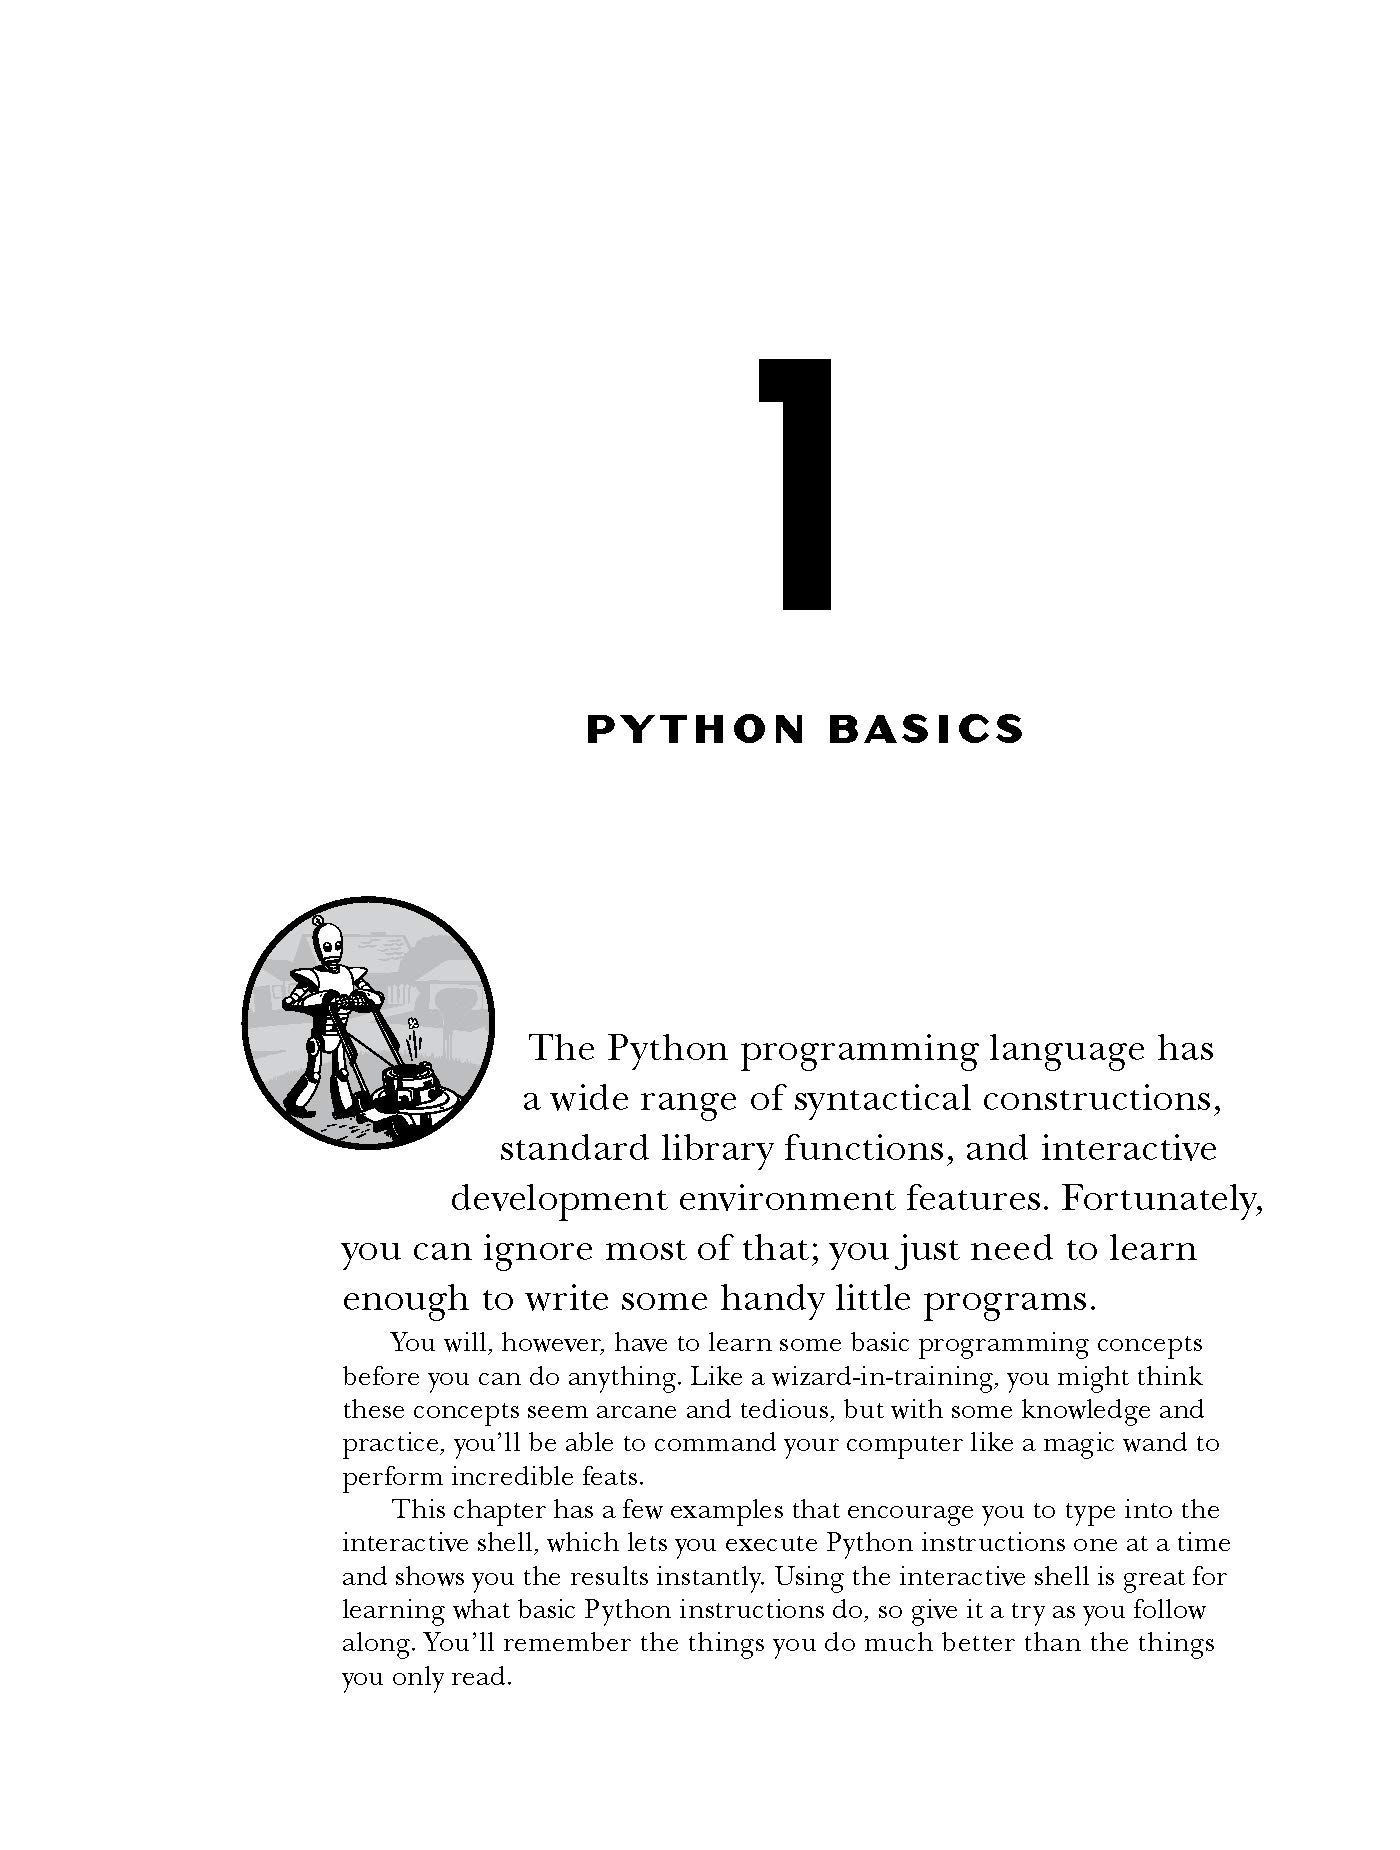 1
PYTHON BASICS
The Python programming language has
a wide range of syntactical constructions,
standard library functions, and interactive
development environment features. Fortunately,
you can ignore most of that; you just need to learn
enough to write some handy little programs.
You will, however, have to learn some basic programming concepts
before you can do anything. Like a wizard-in-training, you might think
these concepts seem arcane and tedious, but with some knowledge and
practice, you’ll be able to command your computer like a magic wand to
perform incredible feats.
This chapter has a few examples that encourage you to type into the
interactive shell, which lets you execute Python instructions one at a time
and shows you the results instantly. Using the interactive shell is great for
learning what basic Python instructions do, so give it a try as you follow
along. You’ll remember the things you do much better than the things
you only read.